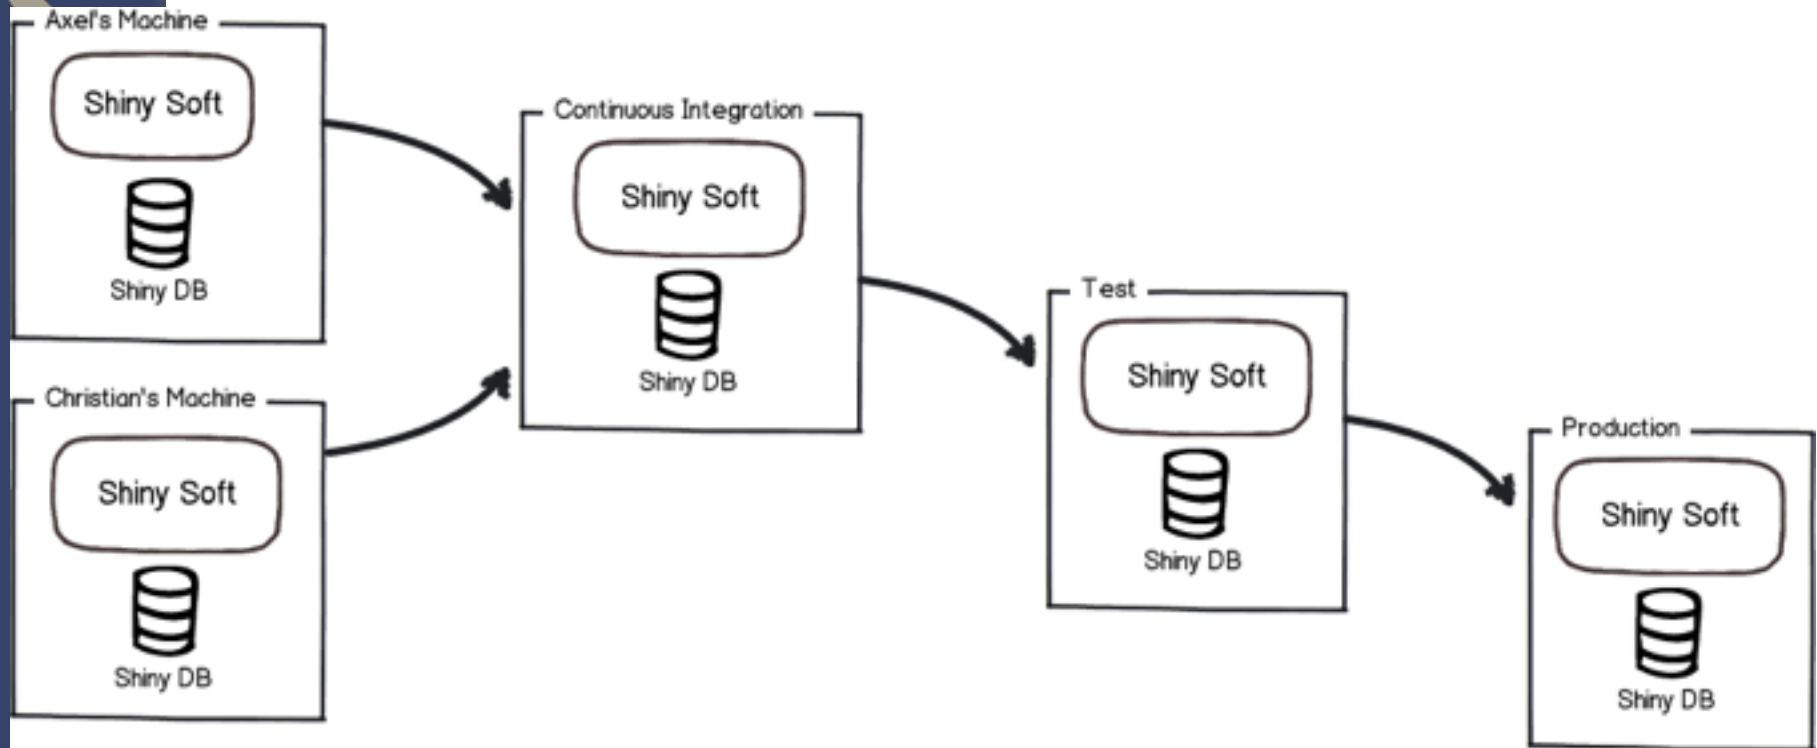 Axel's Machine
Shiny Soft
Shiny DB
Christian's Machine
Shiny Soft
Shiny DB
Continuous Integration
Shiny Soft
Shiny DB
Test
Shiny Soft
Shiny DB
Production
Shiny Soft
Shiny DB